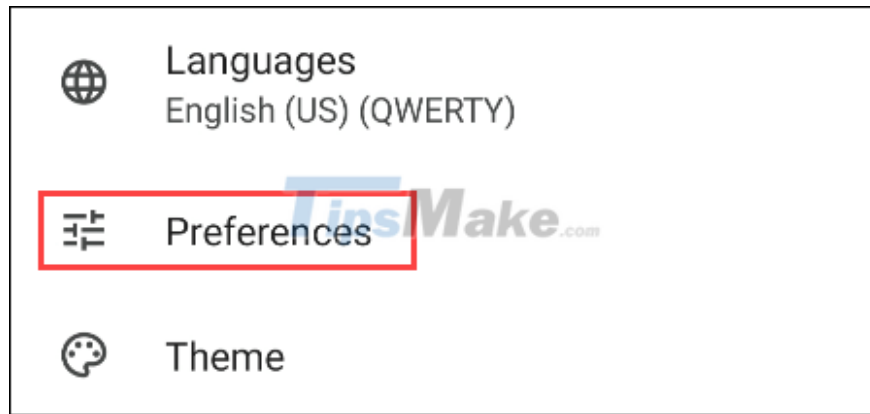 Languages
English (US) (QWERTY)
Preferences
TipsMake.com
Theme